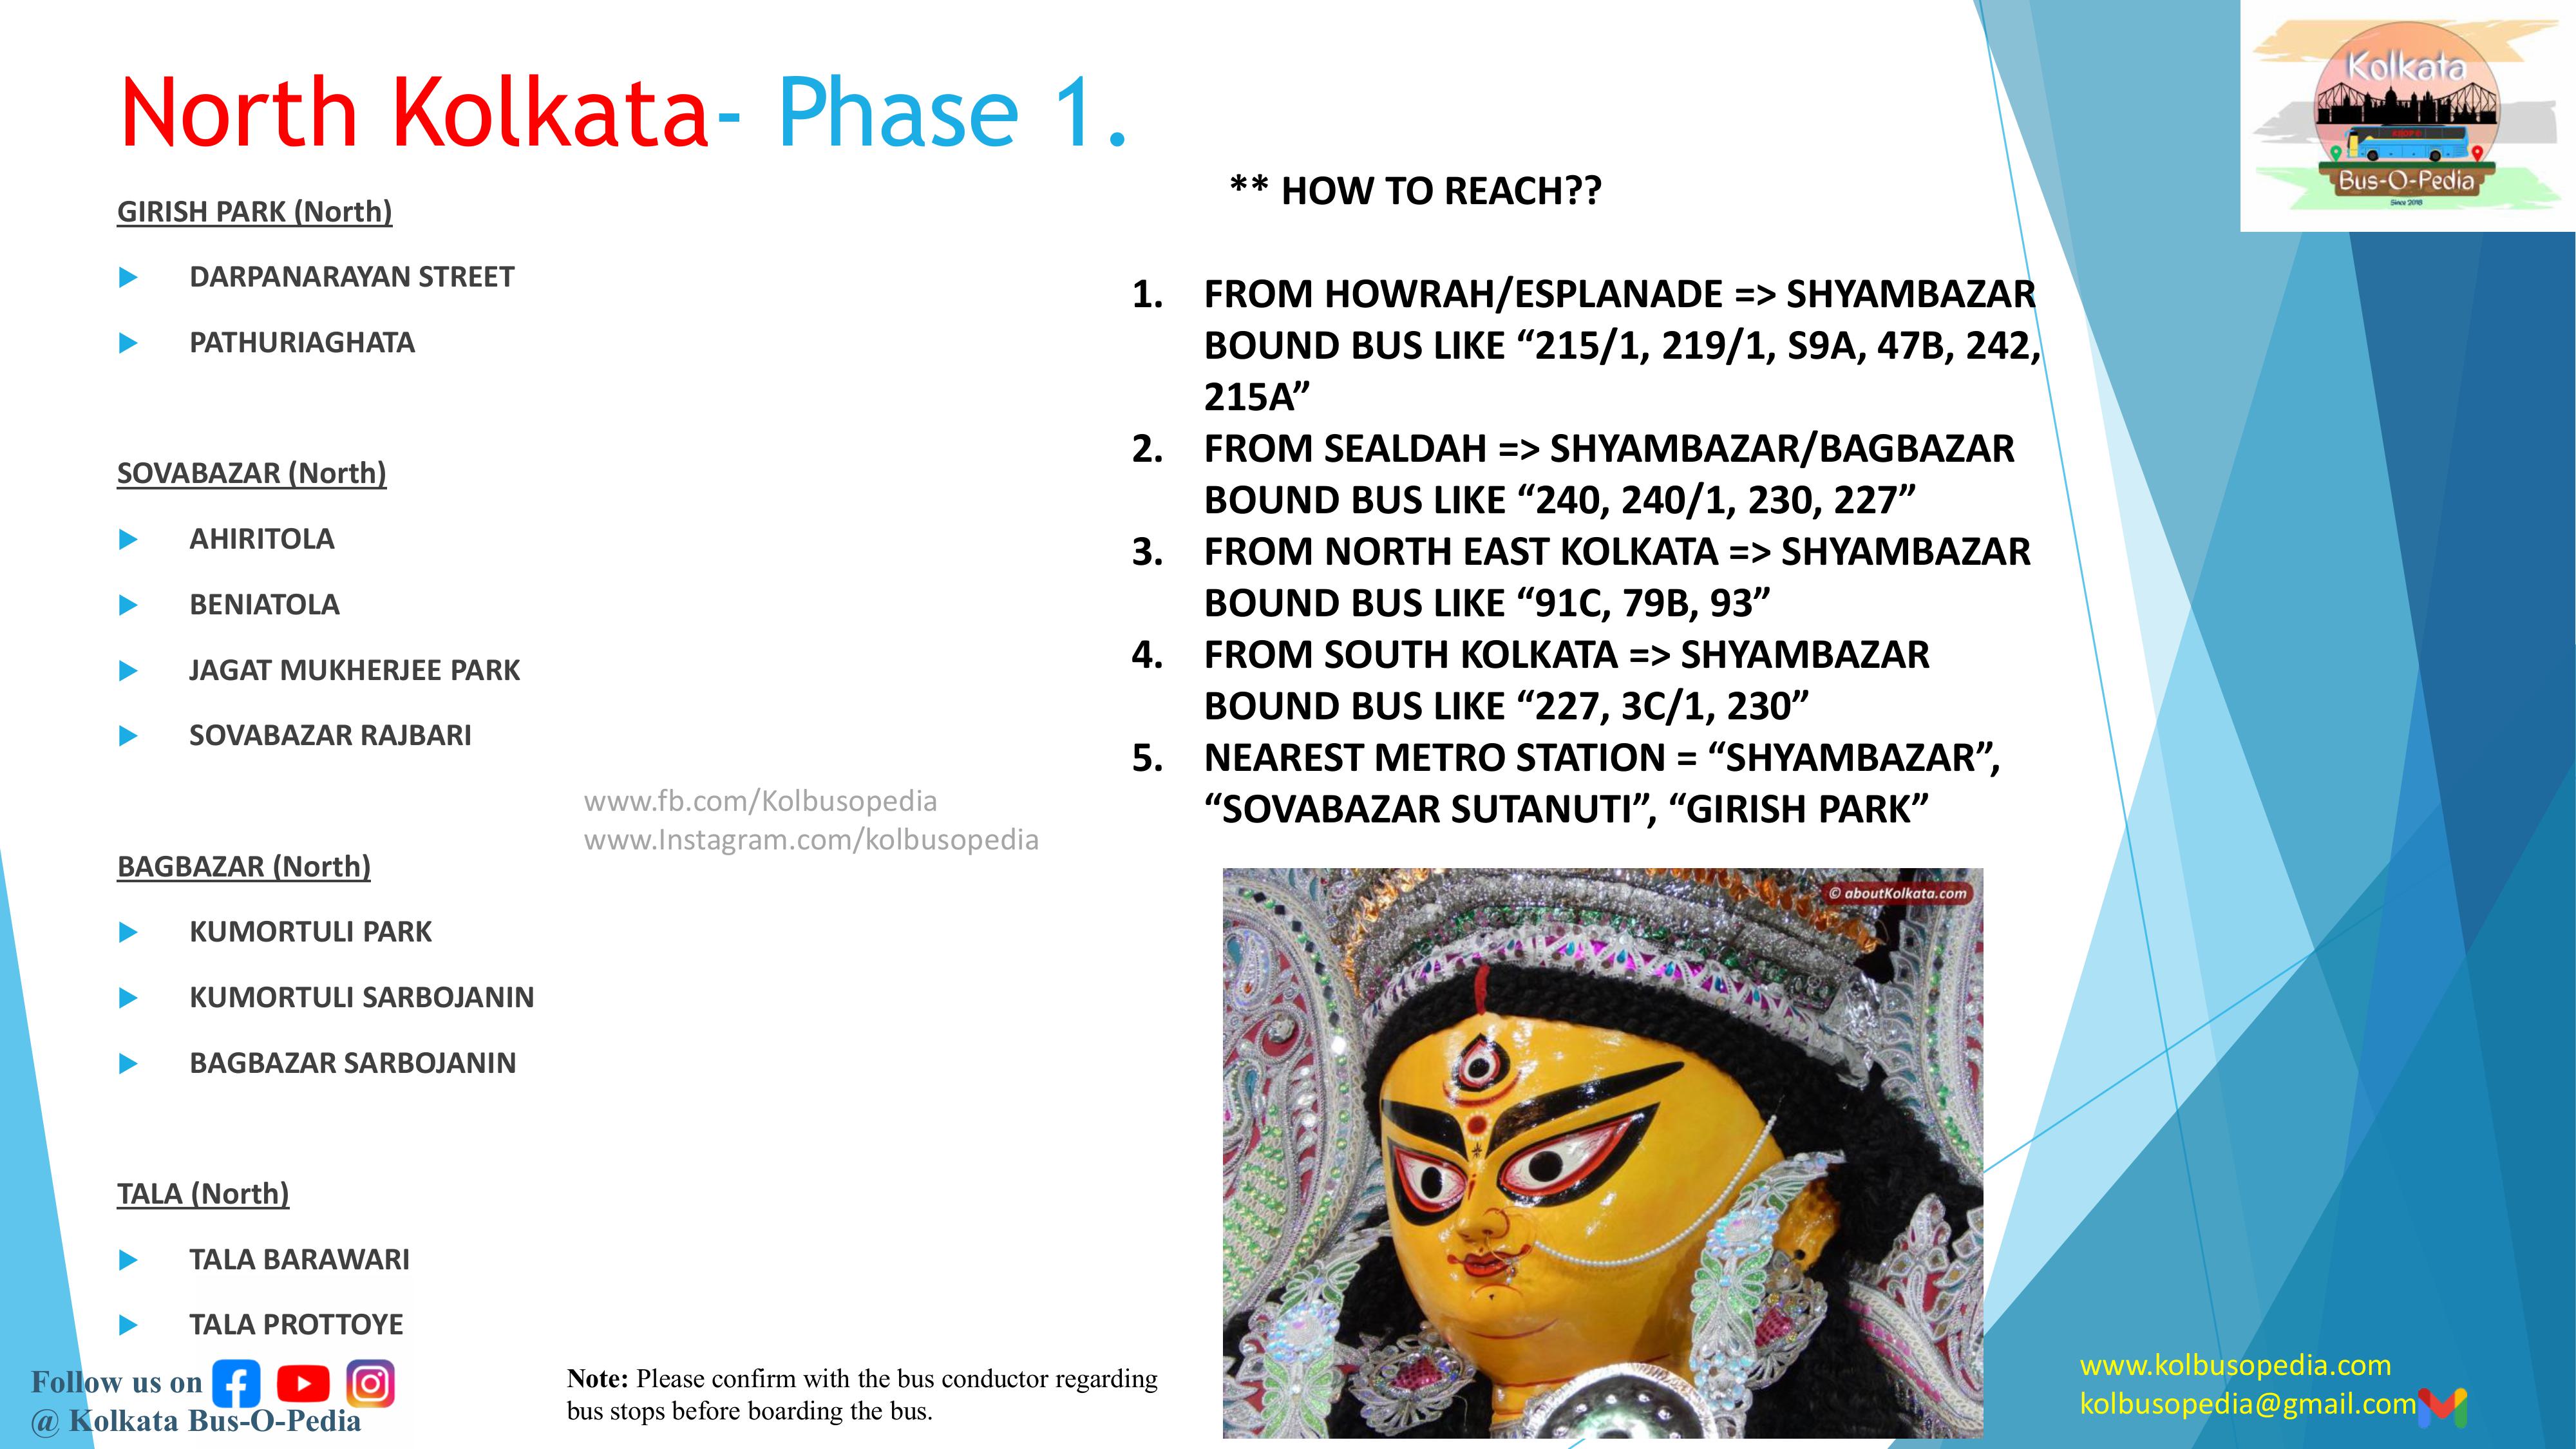 North Kolkata- Phase 1.
Kolkata
Bus-O-Pedia
Since 2018
GIRISH PARK (North)
DARPANARAYAN STREET
PATHURIAGHATA
SOVABAZAR (North)
AHIRITOLA
BENIATOLA
JAGAT MUKHERJEE PARK
SOVABAZAR RAJBARI
BAGBAZAR (North)
KUMORTULI PARK
KUMORTULI SARBOJANIN
BAGBAZAR SARBOJANIN
TALA (North)
TALA BARAWARI
TALA PROTTOYE
www.fb.com/Kolbusopedia
www.Instagram.com/kolbusopedia
** HOW TO REACH??
1. FROM HOWRAH/ESPLANADE => SHYAMBAZAR
BOUND BUS LIKE “215/1, 219/1, S9A, 47B, 242,
215A”
2. FROM SEALDAH => SHYAMBAZAR/BAGBAZAR
BOUND BUS LIKE “240, 240/1, 230, 227”
3. FROM NORTH EAST KOLKATA => SHYAMBAZAR
BOUND BUS LIKE “91C, 79B, 93”
4. FROM SOUTH KOLKATA => SHYAMBAZAR
BOUND BUS LIKE “227, 3C/1, 230”
5. NEAREST METRO STATION = “SHYAMBAZAR”,
“SOVABAZAR SUTANUTI”, “GIRISH PARK”
© aboutKolkata.com
Follow us on
@ Kolkata Bus-O-Pedia
Note: Please confirm with the bus conductor regarding
bus stops before boarding the bus.
www.kolbusopedia.com
kolbusopedia@gmail.com